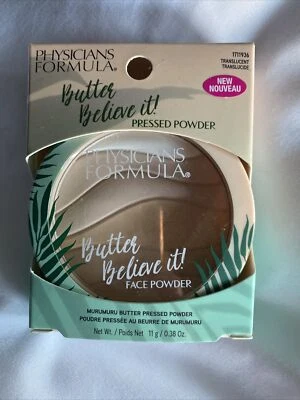 PHYSICIANS
FORMULA®
1711936
TRANSLUCENT
TRANSLUCIDE
NEW
NOUVEAU
Butter
Believe it!
PRESSED POWDER
PHYSICIANS
FORMULA®
Butter
Believe it!
FACE POWDER
MURUMURU BUTTER PRESSED POWDER
POUDRE PRESSÉE AU BEURRE DE MURUMURU
Net Wt. / Poids Net 11 g / 0.38 Oz.